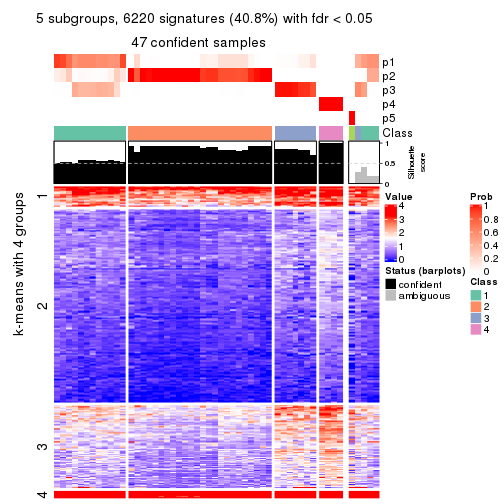 5 subgroups, 6220 signatures (40.8%) with fdr < 0.05
47 confident samples
p1
p2
p3
p4
p5
Class
1
0.5
0
Silhouette
score
k-means with 4 groups
1
2
3
4
Value
4
3
2
1
0
Status (barplots)
confident
ambiguous
Prob
1
0.8
0.6
0.4
0.2
0
Class
1
2
3
4